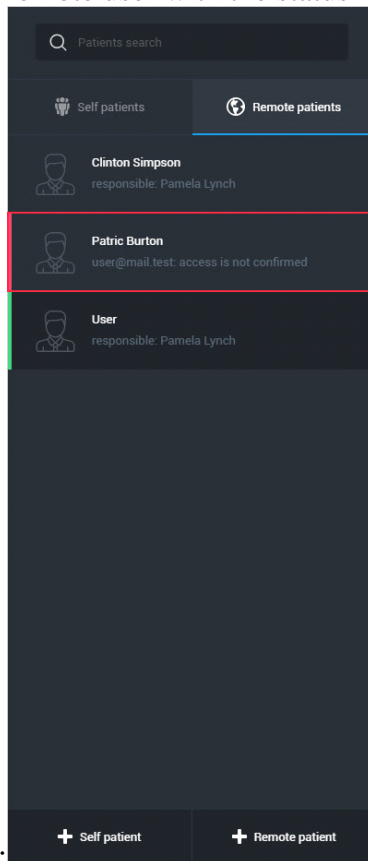 Patients search
Self patients
Remote patients
Clinton Simpson
responsible: Pamela Lynch
Patric Burton
user@mail.test: access is not confirmed
User
responsible: Pamela Lynch
Self patient
Remote patient
.